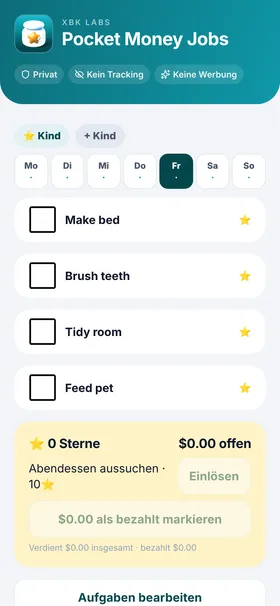 XBK LABS
Pocket Money Jobs
Privat
Kein Tracking
Keine Werbung
⭐ Kind
+ Kind
Mo Di Mi Do Fr Sa So
· · · · · · ·
Make bed ⭐
Brush teeth ⭐
Tidy room ⭐
Feed pet ⭐
⭐ 0 Sterne $0.00 offen
Abendessen aussuchen ·
10⭐
Einlösen
$0.00 als bezahlt markieren
Verdient $0.00 insgesamt · bezahlt $0.00
Aufgaben bearbeiten